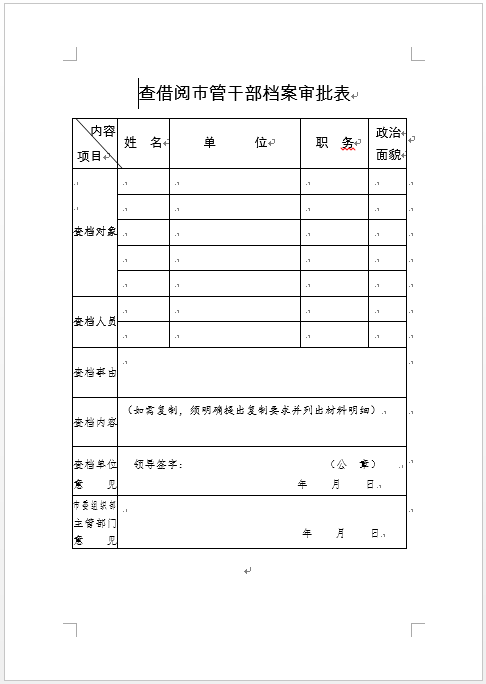 查借阅市管干部档案审批表
内容
项目
姓 名
单 位
职 务
政治
面貌
查档对象
查档人员
查档事由
查档内容
（如需复制，须明确提出复制要求并列出材料明细）
查档单位
意 见
领导签字：
（公 章）
年 月 日
市委组织部
主管部门
意 见
年 月 日